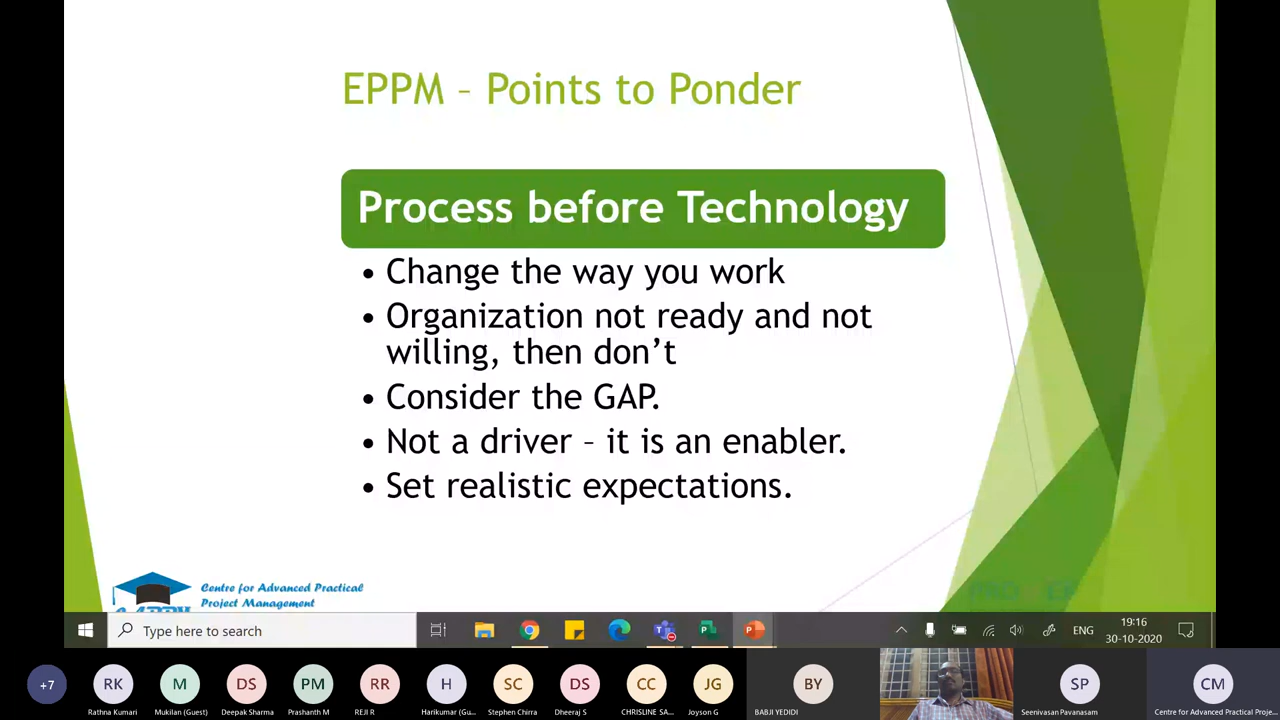 EPPM – Points to Ponder
Process before Technology
• Change the way you work
• Organization not ready and not
willing, then don't
• Consider the GAP.
• Not a driver – it is an enabler.
• Set realistic expectations.
Centre for Advanced Practical
Project Management
Type here to search
ENG
19:16
30-10-2020
+7
RK
M
DS
PM
RR
H
SC
DS
CC
JG
BY
SP
CM
Rathna Kumari
Mukilan (Guest)
Deepak Sharma
Prashanth M
REJI R
Harikumar (Gu...
Stephen Chirra
Dheeraj S
CHRISLINE SA...
Joyson G
BABJI YEDIDI
Seenivasan Pavanasam
Centre for Advanced Practical Proje...